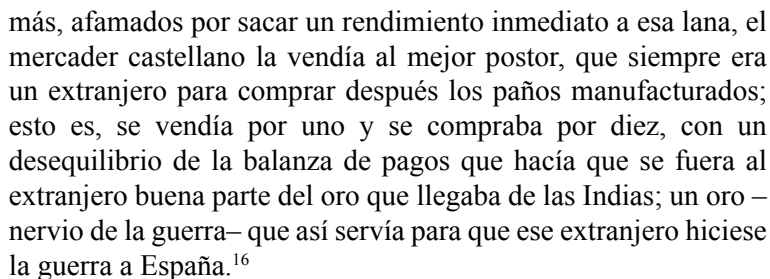 más, afamados por sacar un rendimiento inmediato a esa lana, el
mercader castellano la vendía al mejor postor, que siempre era
un extranjero para comprar después los paños manufacturados;
esto es, se vendía por uno y se compraba por diez, con un
desequilibrio de la balanza de pagos que hacía que se fuera al
extranjero buena parte del oro que llegaba de las Indias; un oro –
nervio de la guerra– que así servía para que ese extranjero hiciese
la guerra a España.¹⁶